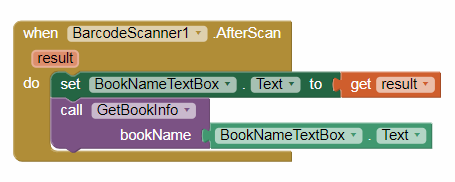 when BarcodeScanner1 .AfterScan
result
do set BookNameTextBox . Text to get result
call GetBookInfo
bookName BookNameTextBox . Text